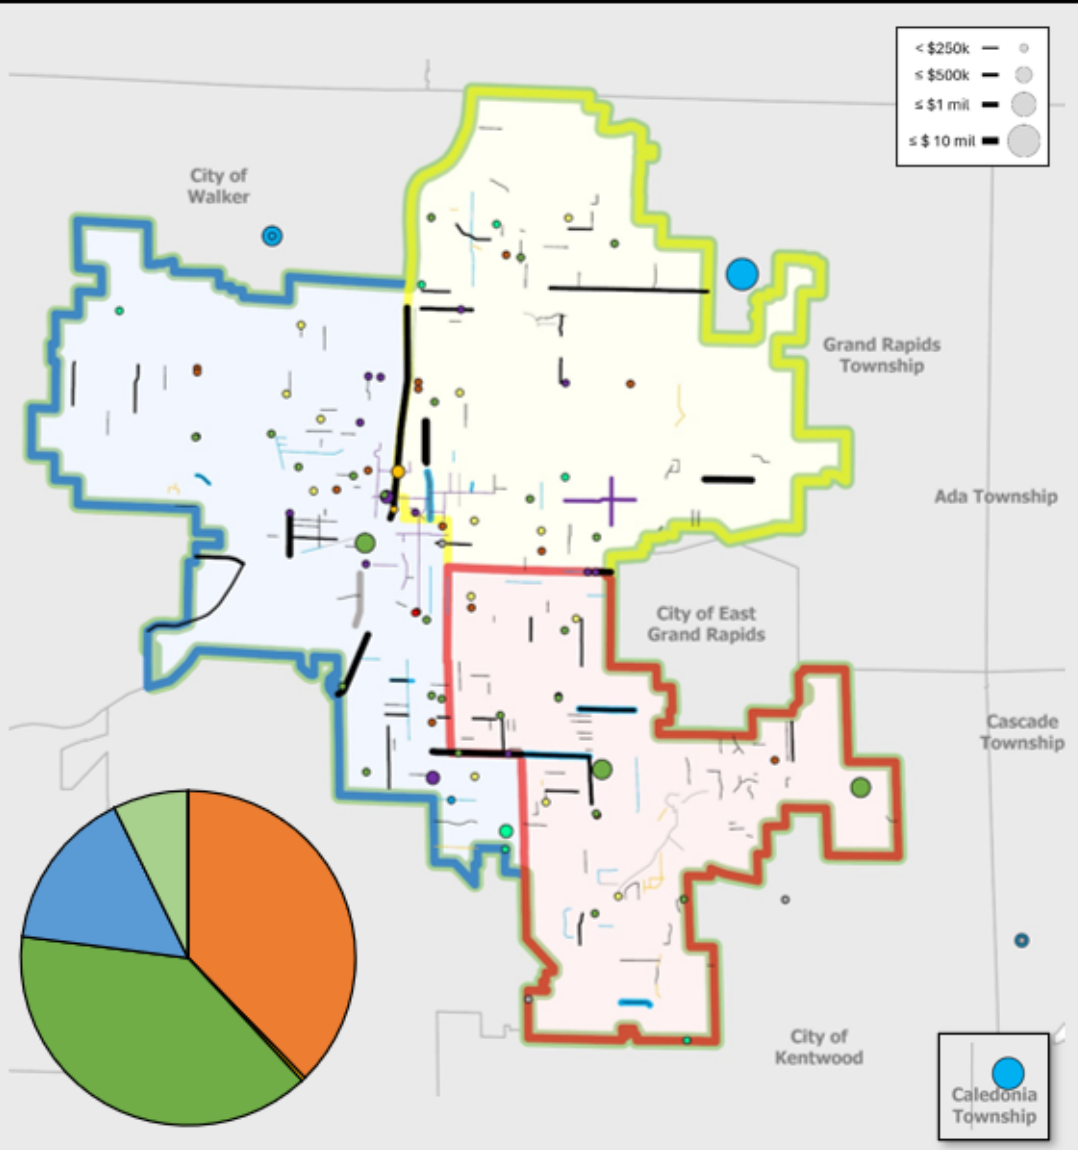 < $250k
≤ $500k
≤ $1 mil
≤ $ 10 mil
City of
Walker
Grand Rapids
Township
Ada Township
City of East
Grand Rapids
Cascade
Township
City of
Kentwood
Caledonia
Township